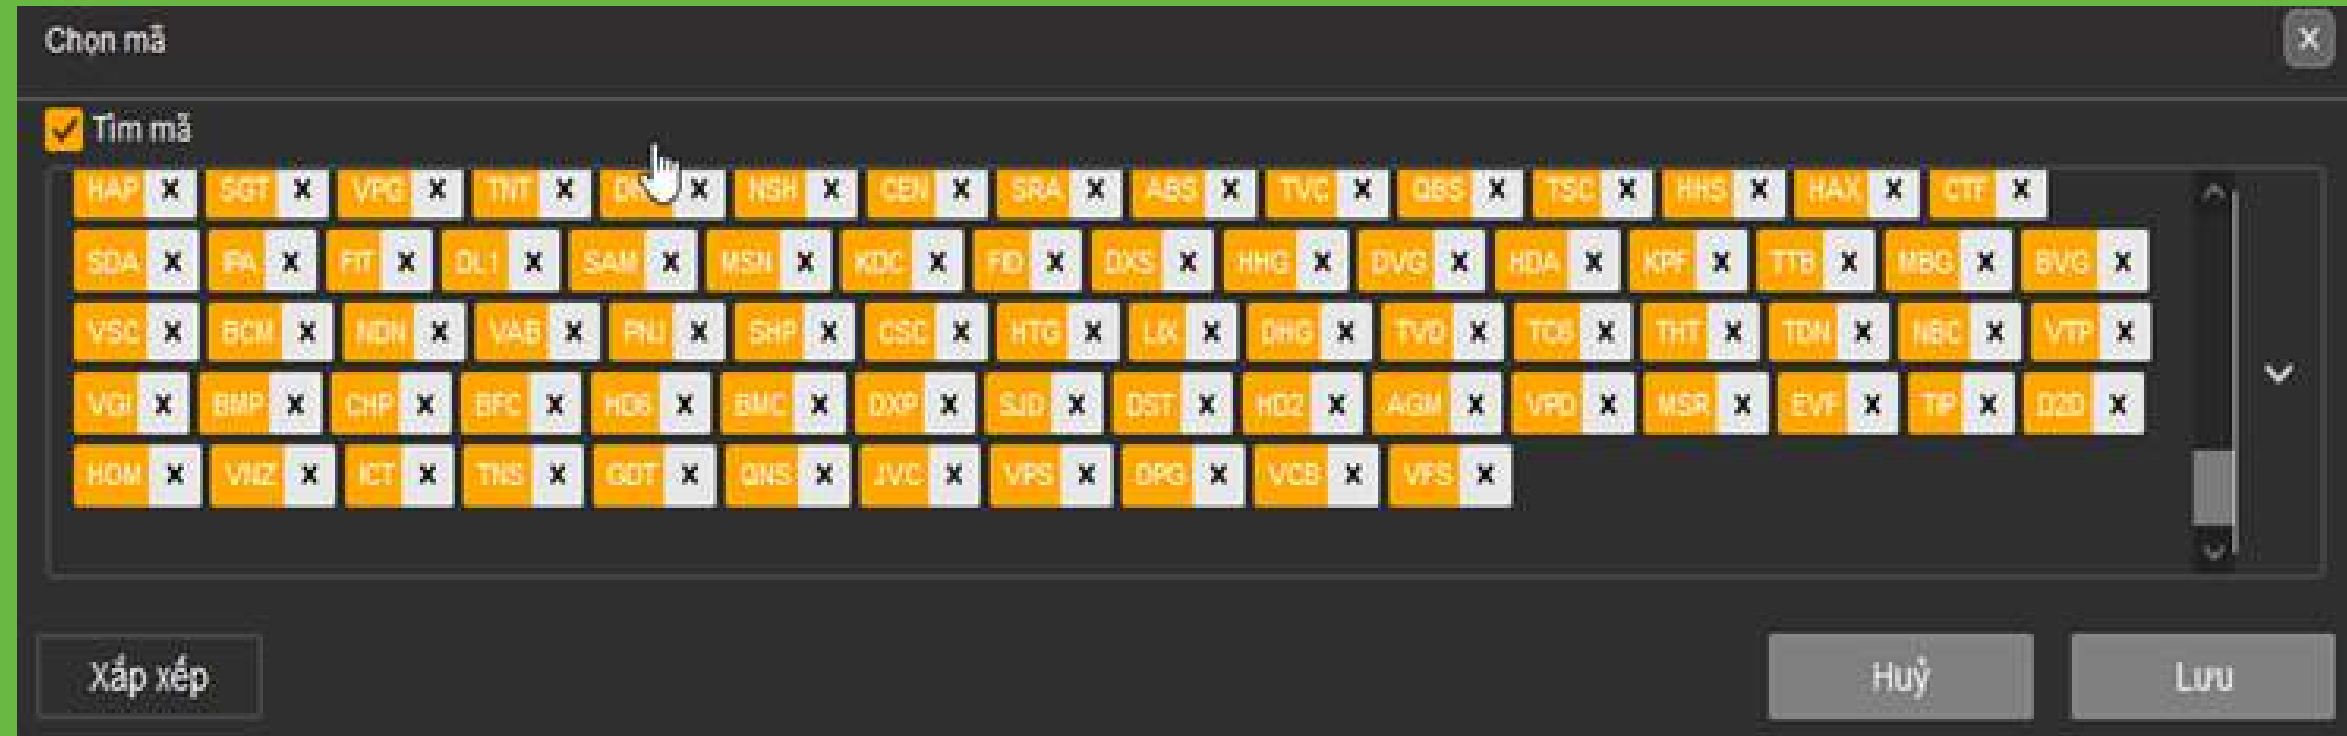 Chọn mã x
Tìm mã
HAP x SGT x VPG x TNT x x NSH x CEN x SRA x ABS x TVC x QBS x TSC x HHS x HAX x CTF x
SDA x IPA x FIT x DL1 x SAM x MSN x KDC x FID x DXS x HHG x DVG x HDA x KPF x TTB x MBG x BVG x
VSC x BCM x NDN x VAB x PNJ x SHP x CSC x HTG x LIX x DHG x TVD x TC6 x THT x TDN x NBC x VTP x
VGI x BMP x CHP x BFC x HD6 x BMC x DXP x SJD x DST x HD2 x AGM x VPD x MSR x EVF x TIP x D2D x
HOM x VNZ x ICT x TNS x GDT x QNS x JVC x VPS x DPG x VCB x VFS x
Xắp xếp Huỷ Lưu